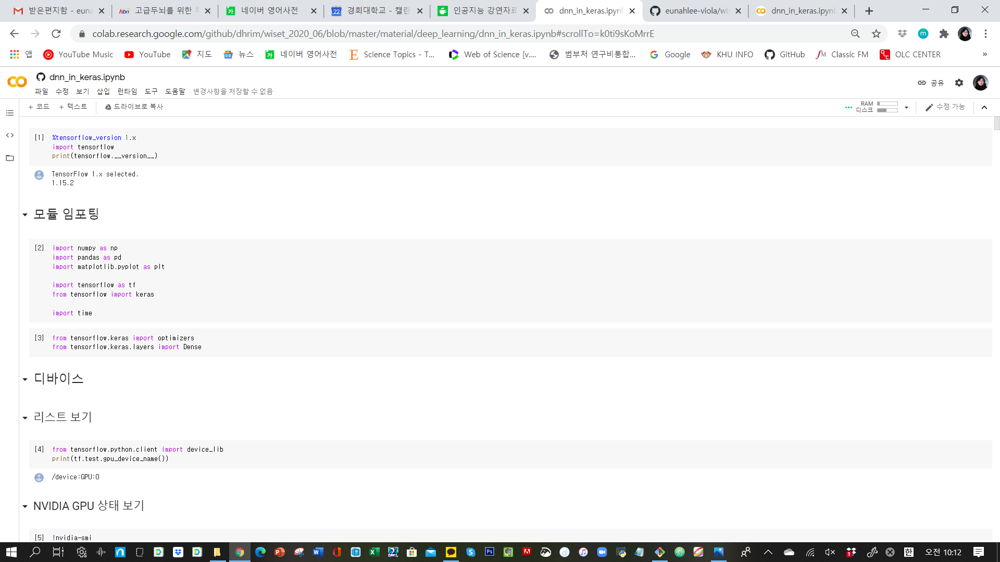 받은편지함 - euna
hbn 고급두뇌를 위한
네이버 영어사전
경희대학교 - 캘린
인공지능 강연자료
dnn_in_keras.ipynb
eunahlee-viola/wis
dnn_in_keras.ipynb
colab.research.google.com/github/dhrim/wiset_2020_06/blob/master/material/deep_learning/dnn_in_keras.ipynb#scrollTo=k0ti9sKoMrrE
앱
YouTube Music
YouTube
지도
뉴스
네이버 영어사전
Science Topics - T...
Web of Science [v....
범부처 연구비통합...
Google
KHU INFO
GitHub
Classic FM
OLC CENTER
»
dnn_in_keras.ipynb
파일 수정 보기 삽입 런타임 도구 도움말 변경사항을 저장할 수 없음
공유
+ 코드 + 텍스트 드라이브로 복사
RAM
디스크
수정 가능
[1] %tensorflow_version 1.x
import tensorflow
print(tensorflow.__version__)
TensorFlow 1.x selected.
1.15.2
모듈 임포팅
[2] import numpy as np
import pandas as pd
import matplotlib.pyplot as plt
import tensorflow as tf
from tensorflow import keras
import time
[3] from tensorflow.keras import optimizers
from tensorflow.keras.layers import Dense
디바이스
리스트 보기
[4] from tensorflow.python.client import device_lib
print(tf.test.gpu_device_name())
/device:GPU:0
NVIDIA GPU 상태 보기
[5] !nvidia-smi
한
오전 10:12